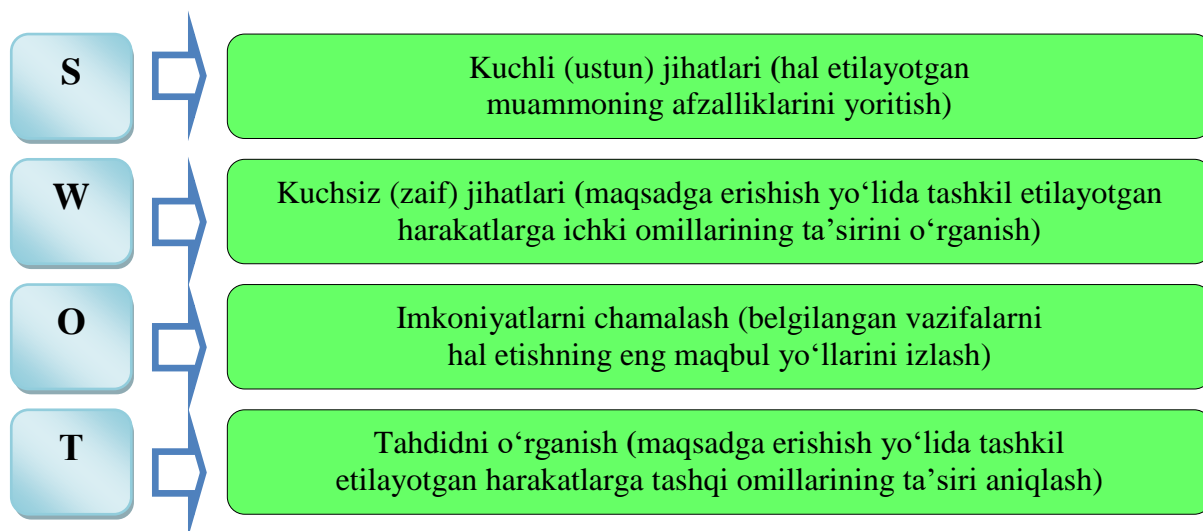 S
Kuchli (ustun) jihatlari (hal etilayotgan
muammoning afzalliklarini yoritish)
W
Kuchsiz (zaif) jihatlari (maqsadga erishish yo‘lida tashkil etilayotgan
harakatlarga ichki omillarining ta’sirini o‘rganish)
O
Imkoniyatlarni chamalash (belgilangan vazifalarni
hal etishning eng maqbul yo‘llarini izlash)
T
Tahdidni o‘rganish (maqsadga erishish yo‘lida tashkil
etilayotgan harakatlarga tashqi omillarining ta’siri aniqlash)